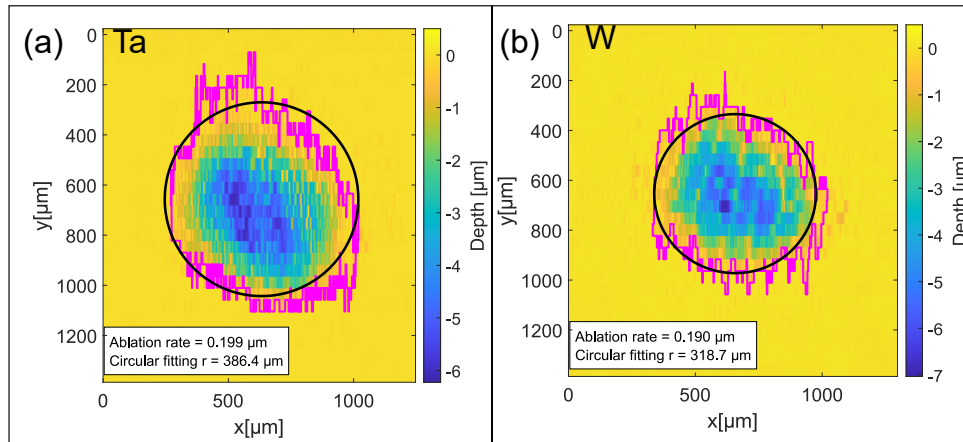 (a) Ta
0
200
400
600
800
1000
1200
y[µm]
0
500
1000
x[µm]
Ablation rate = 0.199 µm
Circular fitting r = 386.4 µm
0
-1
-2
-3
-4
-5
-6
Depth [µm]
(b) W
0
200
400
600
800
1000
1200
y[µm]
0
500
1000
x[µm]
Ablation rate = 0.190 µm
Circular fitting r = 318.7 µm
0
-1
-2
-3
-4
-5
-6
-7
Depth [µm]